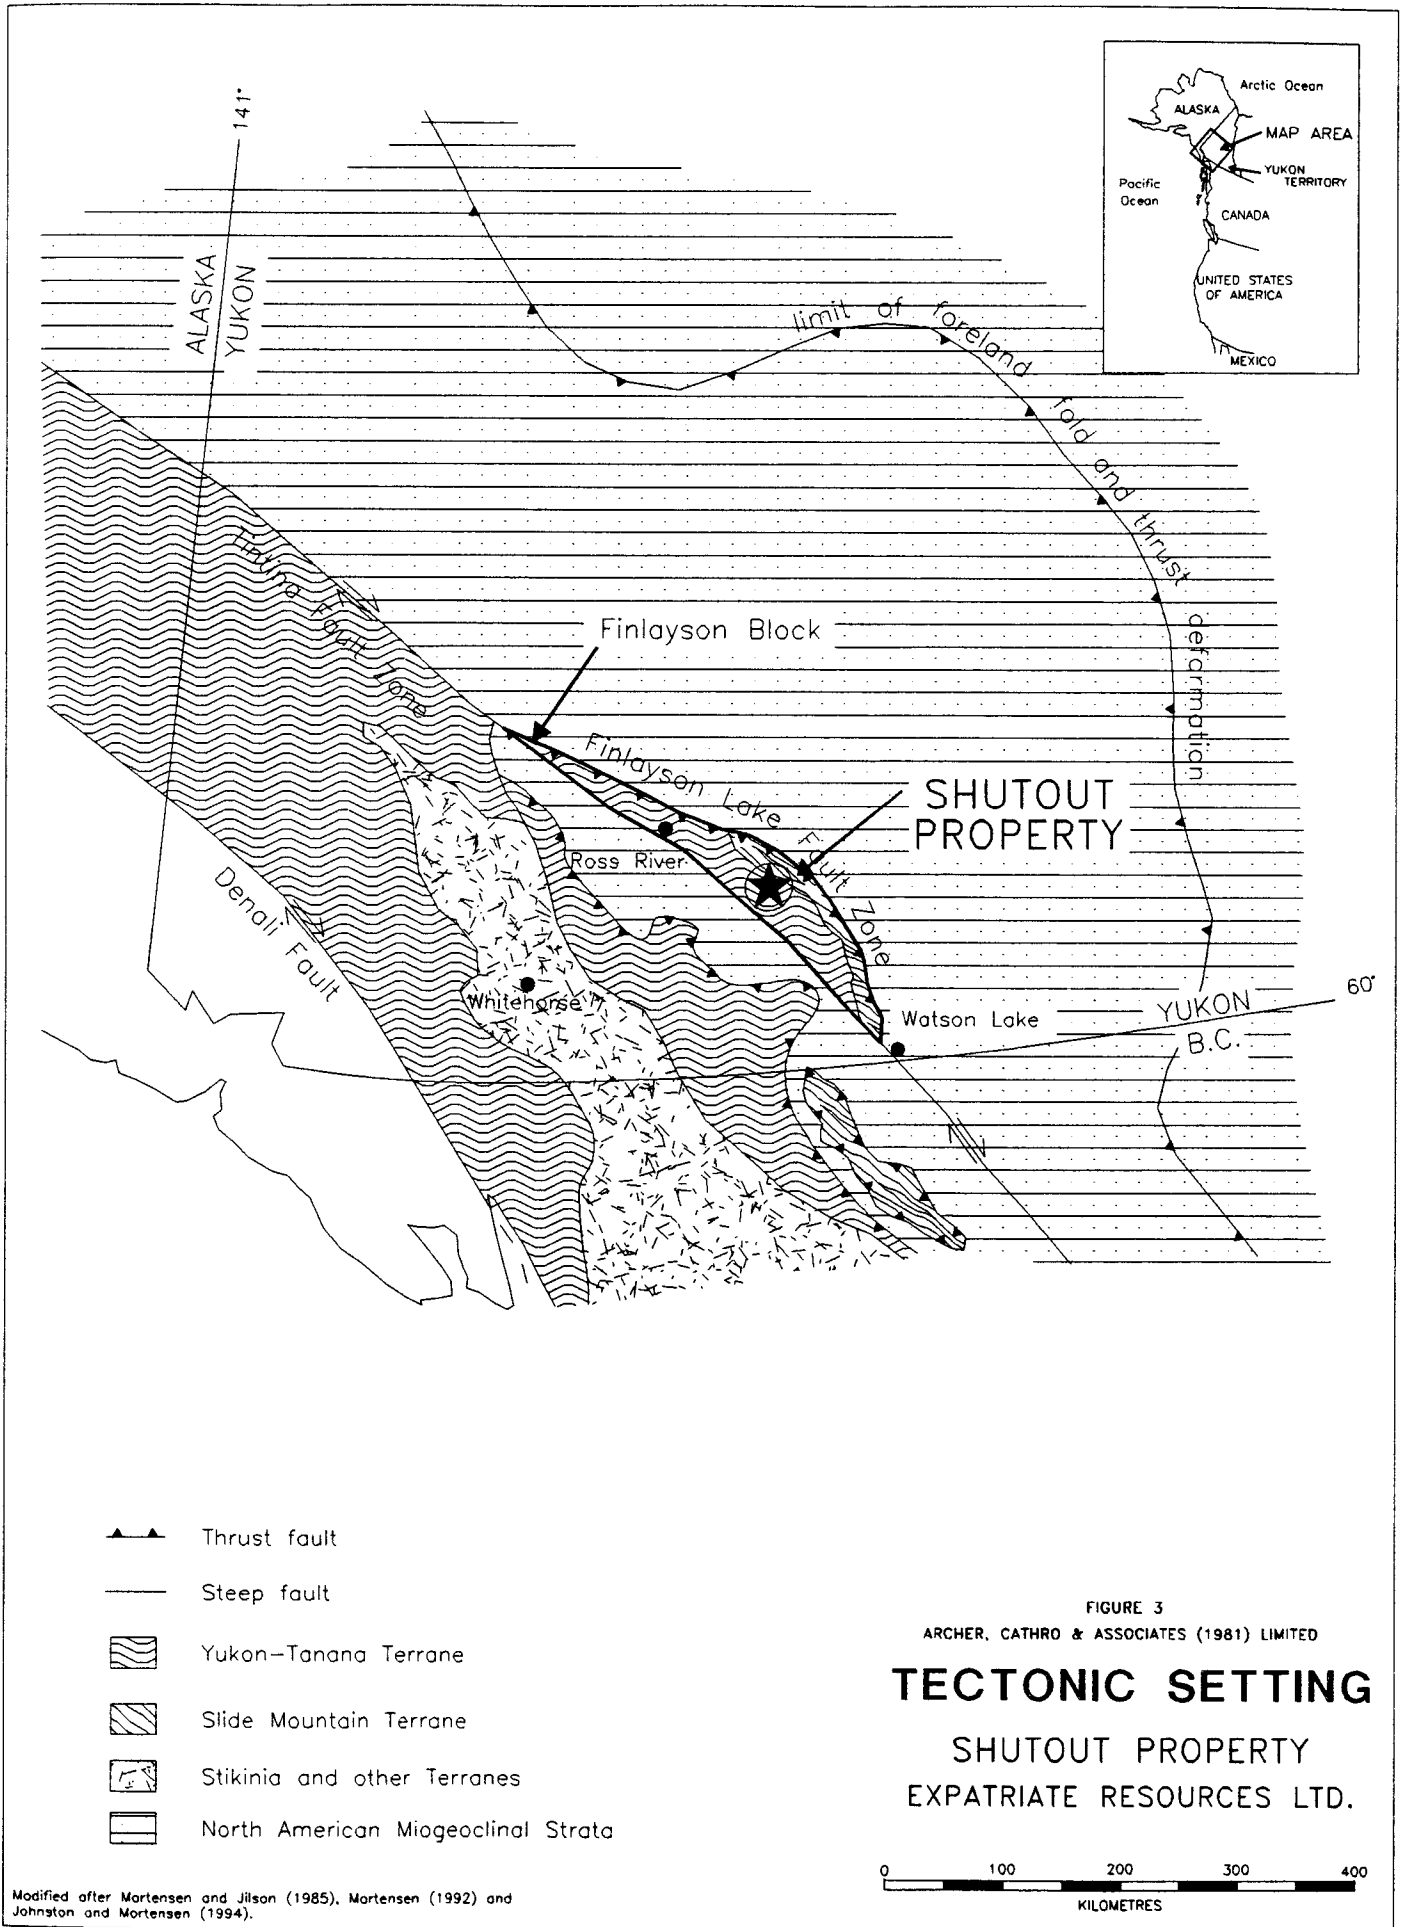 141°
Arctic Ocean
ALASKA
MAP AREA
YUKON
TERRITORY
Pacific
Ocean
CANADA
UNITED STATES
OF AMERICA
MEXICO
ALASKA
YUKON
limit of foreland fold and thrust deformation
Tintina Fault Zone
Finlayson Block
Finlayson Lake Fault Zone
SHUTOUT
PROPERTY
Ross River
Denali Fault
Whitehorse
Watson Lake
YUKON
60°
B.C.
Thrust fault
Steep fault
Yukon-Tanana Terrane
Slide Mountain Terrane
Stikinia and other Terranes
North American Miogeoclinal Strata
FIGURE 3
ARCHER, CATHRO & ASSOCIATES (1981) LIMITED
TECTONIC SETTING
SHUTOUT PROPERTY
EXPATRIATE RESOURCES LTD.
0 100 200 300 400
KILOMETRES
Modified after Mortensen and Jilson (1985), Mortensen (1992) and
Johnston and Mortensen (1994).